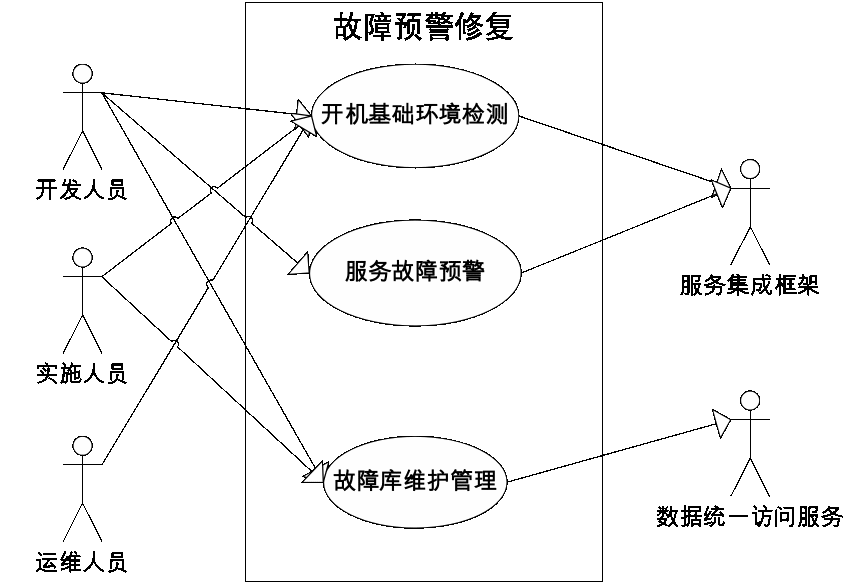 故障预警修复
开机基础环境检测
开发人员
服务故障预警
服务集成框架
实施人员
故障库维护管理
数据统一访问服务
运维人员